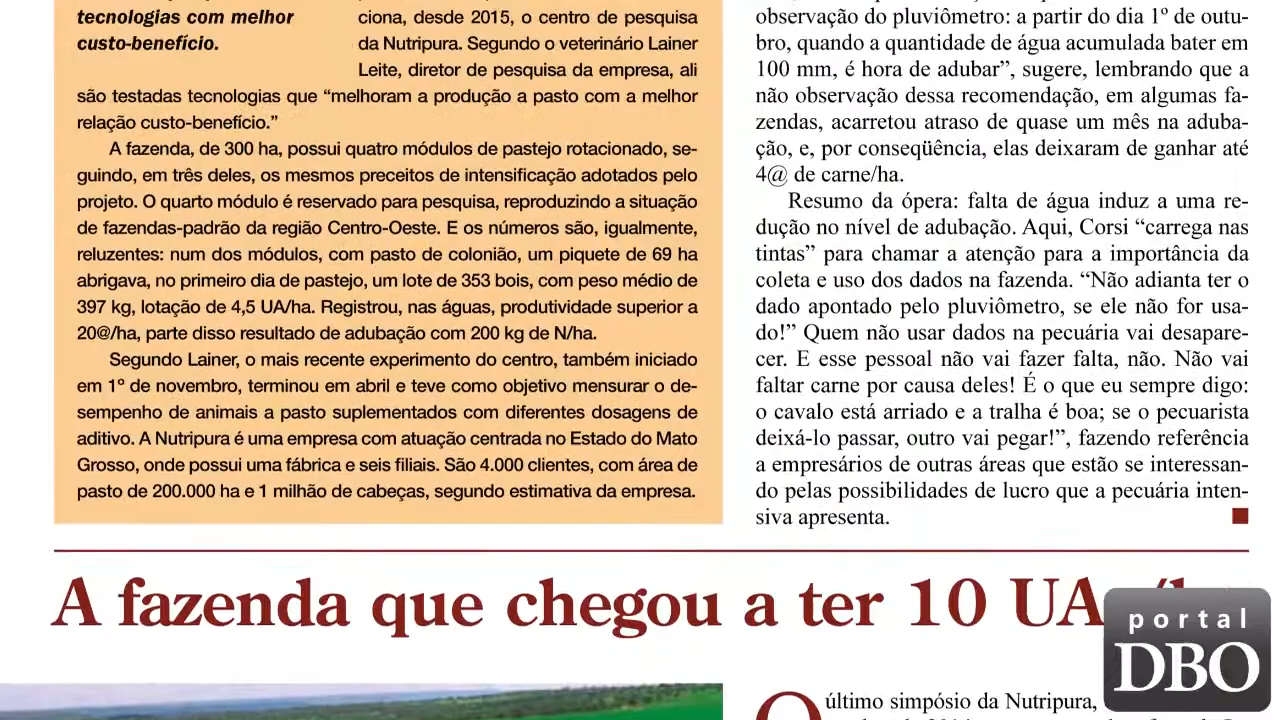 tecnologias com melhor
custo-benefício.
ciona, desde 2015, o centro de pesquisa
da Nutripura. Segundo o veterinário Lainer
Leite, diretor de pesquisa da empresa, ali
são testadas tecnologias que “melhoram a produção a pasto com a melhor
relação custo-benefício.”
A fazenda, de 300 ha, possui quatro módulos de pastejo rotacionado, se-
guindo, em três deles, os mesmos preceitos de intensificação adotados pelo
projeto. O quarto módulo é reservado para pesquisa, reproduzindo a situação
de fazendas-padrão da região Centro-Oeste. E os números são, igualmente,
reluzentes: num dos módulos, com pasto de colonião, um piquete de 69 ha
abrigava, no primeiro dia de pastejo, um lote de 353 bois, com peso médio de
397 kg, lotação de 4,5 UA/ha. Registrou, nas águas, produtividade superior a
20@/ha, parte disso resultado de adubação com 200 kg de N/ha.
Segundo Lainer, o mais recente experimento do centro, também iniciado
em 1º de novembro, terminou em abril e teve como objetivo mensurar o de-
sempenho de animais a pasto suplementados com diferentes dosagens de
aditivo. A Nutripura é uma empresa com atuação centrada no Estado do Mato
Grosso, onde possui uma fábrica e seis filiais. São 4.000 clientes, com área de
pasto de 200.000 ha e 1 milhão de cabeças, segundo estimativa da empresa.
observação do pluviômetro: a partir do dia 1º de outu-
bro, quando a quantidade de água acumulada bater em
100 mm, é hora de adubar”, sugere, lembrando que a
não observação dessa recomendação, em algumas fa-
zendas, acarretou atraso de quase um mês na aduba-
ção, e, por conseqüência, elas deixaram de ganhar até
4@ de carne/ha.
Resumo da ópera: falta de água induz a uma re-
dução no nível de adubação. Aqui, Corsi “carrega nas
tintas” para chamar a atenção para a importância da
coleta e uso dos dados na fazenda. “Não adianta ter o
dado apontado pelo pluviômetro, se ele não for usa-
do!” Quem não usar dados na pecuária vai desapare-
cer. E esse pessoal não vai fazer falta, não. Não vai
faltar carne por causa deles! É o que eu sempre digo:
o cavalo está arriado e a tralha é boa; se o pecuarista
deixá-lo passar, outro vai pegar!”, fazendo referência
a empresários de outras áreas que estão se interessan-
do pelas possibilidades de lucro que a pecuária inten-
siva apresenta.
A fazenda que chegou a ter 10 UA
O último simpósio da Nutripura,
portal
DBO